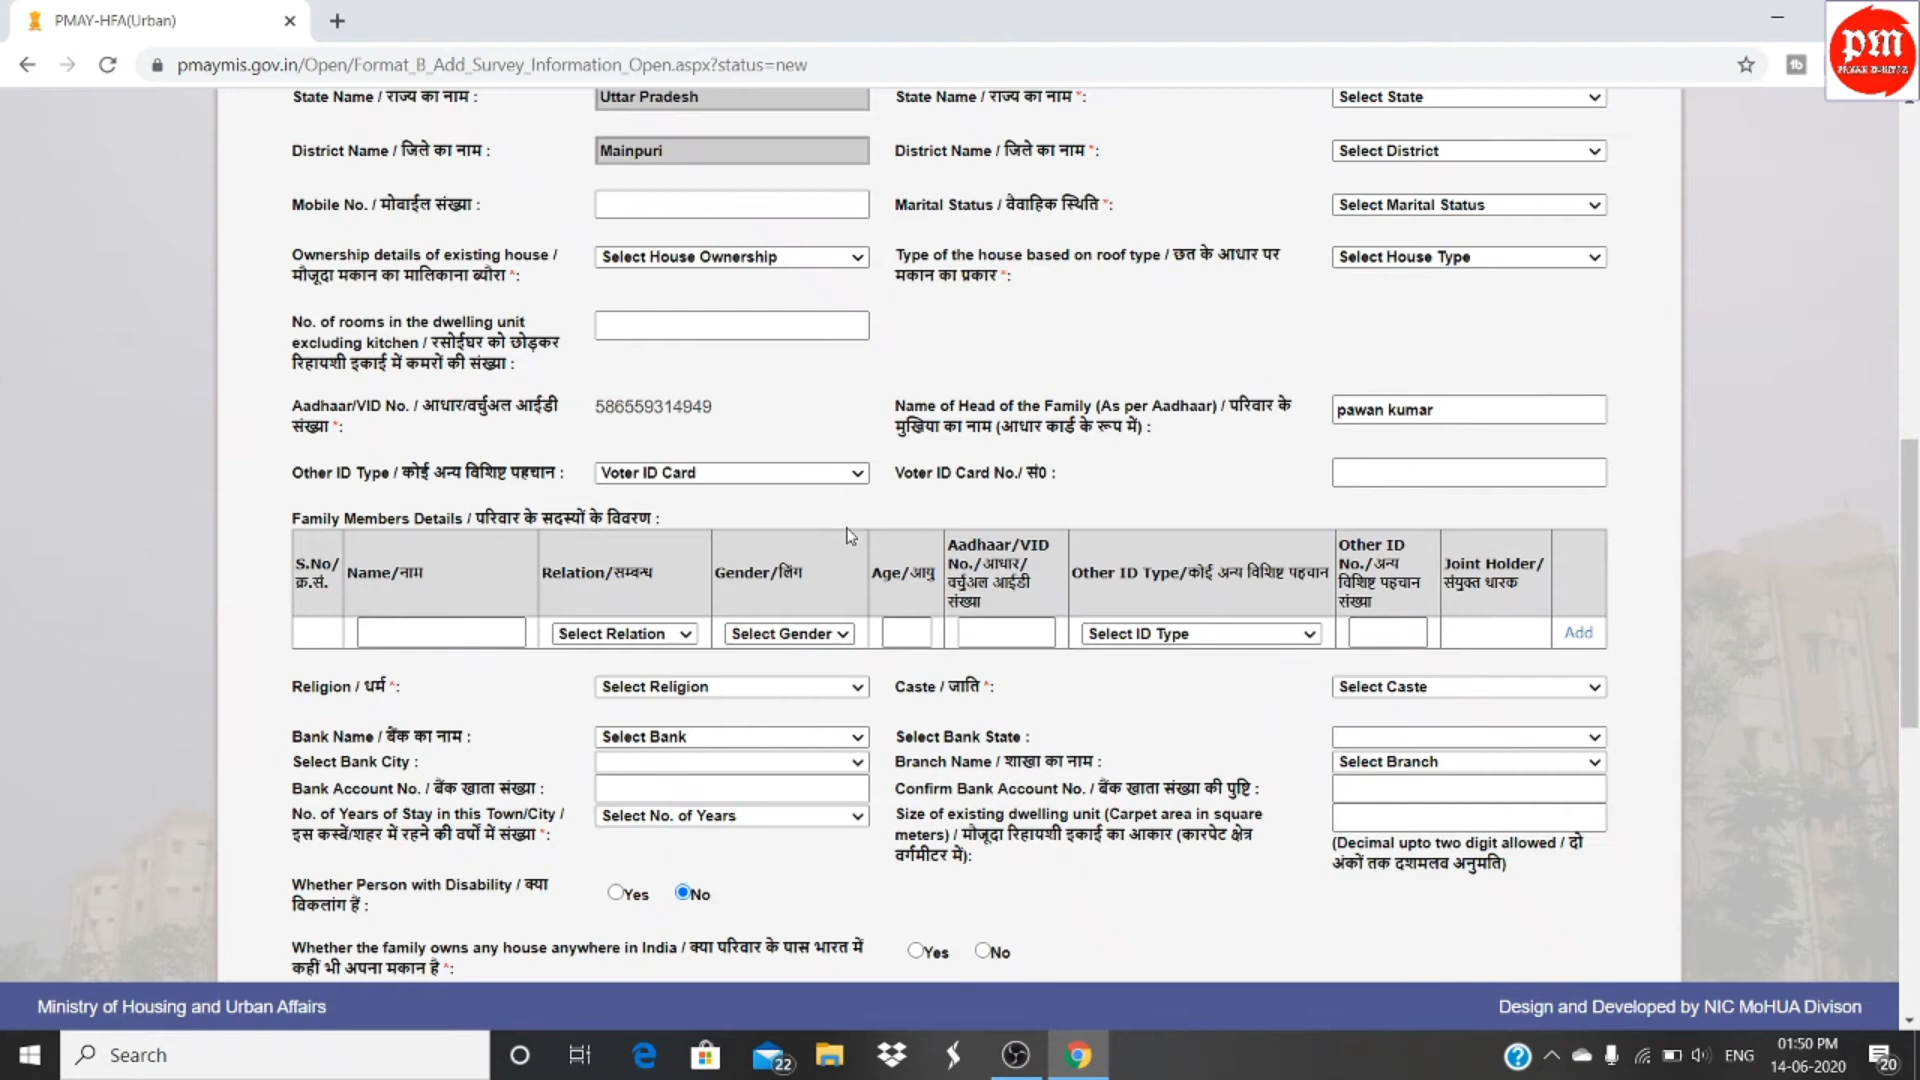 PMAY-HFA(Urban)
pmaymis.gov.in/Open/Format_B_Add_Survey_Information_Open.aspx?status=new
pm
State Name / राज्य का नाम :
Uttar Pradesh
State Name / राज्य का नाम *:
Select State
District Name / जिले का नाम :
Mainpuri
District Name / जिले का नाम *:
Select District
Mobile No. / मोवाईल संख्या :
Marital Status / वेवाहिक स्थिति *:
Select Marital Status
Ownership details of existing house /
मौजूदा मकान का मालिकाना ब्यौरा *:
Select House Ownership
Type of the house based on roof type / छत के आधार पर
मकान का प्रकार *:
Select House Type
No. of rooms in the dwelling unit
excluding kitchen / रसोईघर को छोड़कर
रिहायशी इकाई में कमरों की संख्या :
Aadhaar/VID No. / आधार/वर्चुअल आईडी
संख्या *:
586559314949
Name of Head of the Family (As per Aadhaar) / परिवार के
मुखिया का नाम (आधार कार्ड के रूप में) :
pawan kumar
Other ID Type / कोई अन्य विशिष्ट पहचान :
Voter ID Card
Voter ID Card No./ सं0 :
Family Members Details / परिवार के सदस्यों के विवरण :
S.No/
क्र.सं.
Name/नाम
Relation/सम्वन्ध
Gender/लिंग
Age/आयु
Aadhaar/VID
No./आधार/
वर्चुअल आईडी
संख्या
Other ID Type/कोई अन्य विशिष्ट पहचान
Other ID
No./अन्य
विशिष्ट पहचान
संख्या
Joint Holder/
संयुक्त धारक
Select Relation
Select Gender
Select ID Type
Add
Religion / धर्म *:
Select Religion
Caste / जाति *:
Select Caste
Bank Name / बैंक का नाम :
Select Bank
Select Bank State :
Select Bank City :
Branch Name / शाखा का नाम :
Select Branch
Bank Account No. / बैंक खाता संख्या :
Confirm Bank Account No. / बैंक खाता संख्या की पुष्टि :
No. of Years of Stay in this Town/City /
इस कस्बें/शहर में रहने की वर्षों में संख्या *:
Select No. of Years
Size of existing dwelling unit (Carpet area in square
meters) / मौजूदा रिहायशी इकाई का आकार (कारपेट क्षेत्र
वर्गमीटर में):
(Decimal upto two digit allowed / दो
अंकों तक दशमलव अनुमति)
Whether Person with Disability / क्या
विकलांग हैं :
Yes No
Whether the family owns any house anywhere in India / क्या परिवार के पास भारत में
कहीं भी अपना मकान है *:
Yes No
Ministry of Housing and Urban Affairs
Design and Developed by NIC MoHUA Divison
Search
22
ENG
01:50 PM
14-06-2020
20